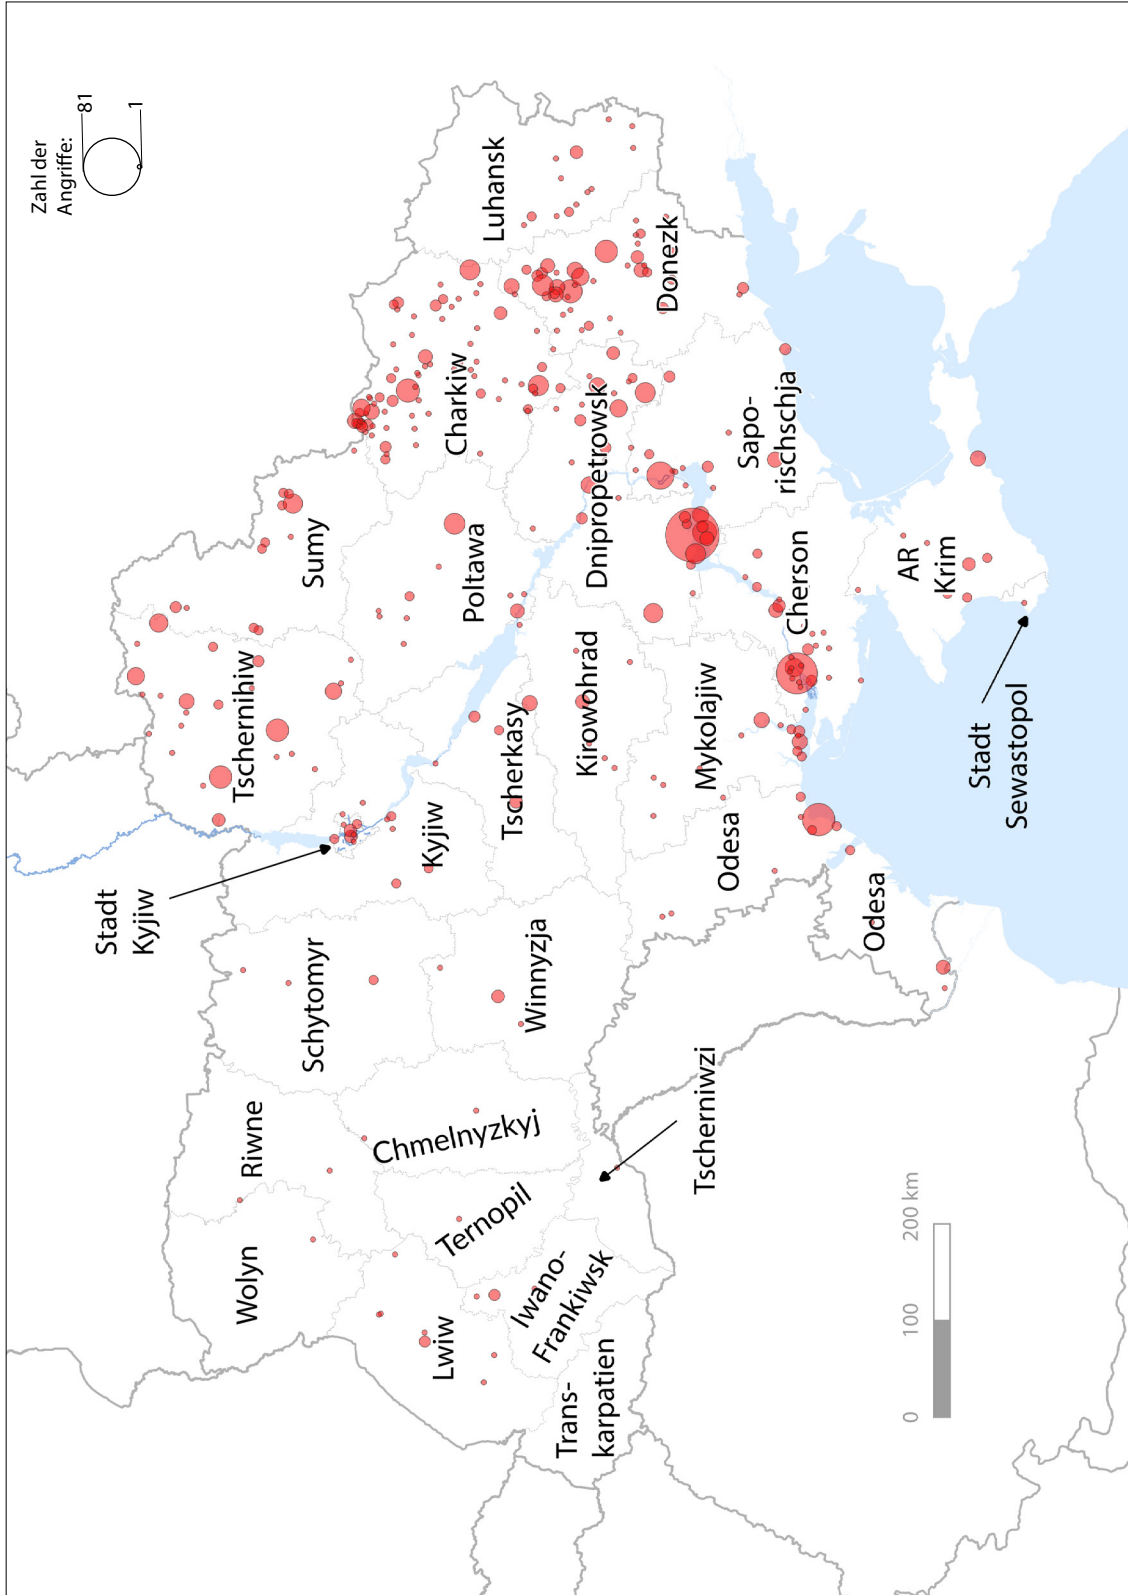 Zahl der
Angriffe:
81
1
Luhansk
Donezk
Charkiw
Dnipropetrowsk
Sapo-
rischschja
Sumy
Poltawa
Cherson
AR
Krim
Tschernihiw
Tscherkasy
Kirowohrad
Mykolajiw
Stadt
Sewastopol
Stadt
Kyjiw
Kyjiw
Odesa
Odesa
Schytomyr
Winnyzja
Riwne
Chmelnyzkyj
Tscherniwzi
Wolyn
Ternopil
Lwiw
Iwano-
Frankiwsk
Trans-
karpatien
0
100
200 km